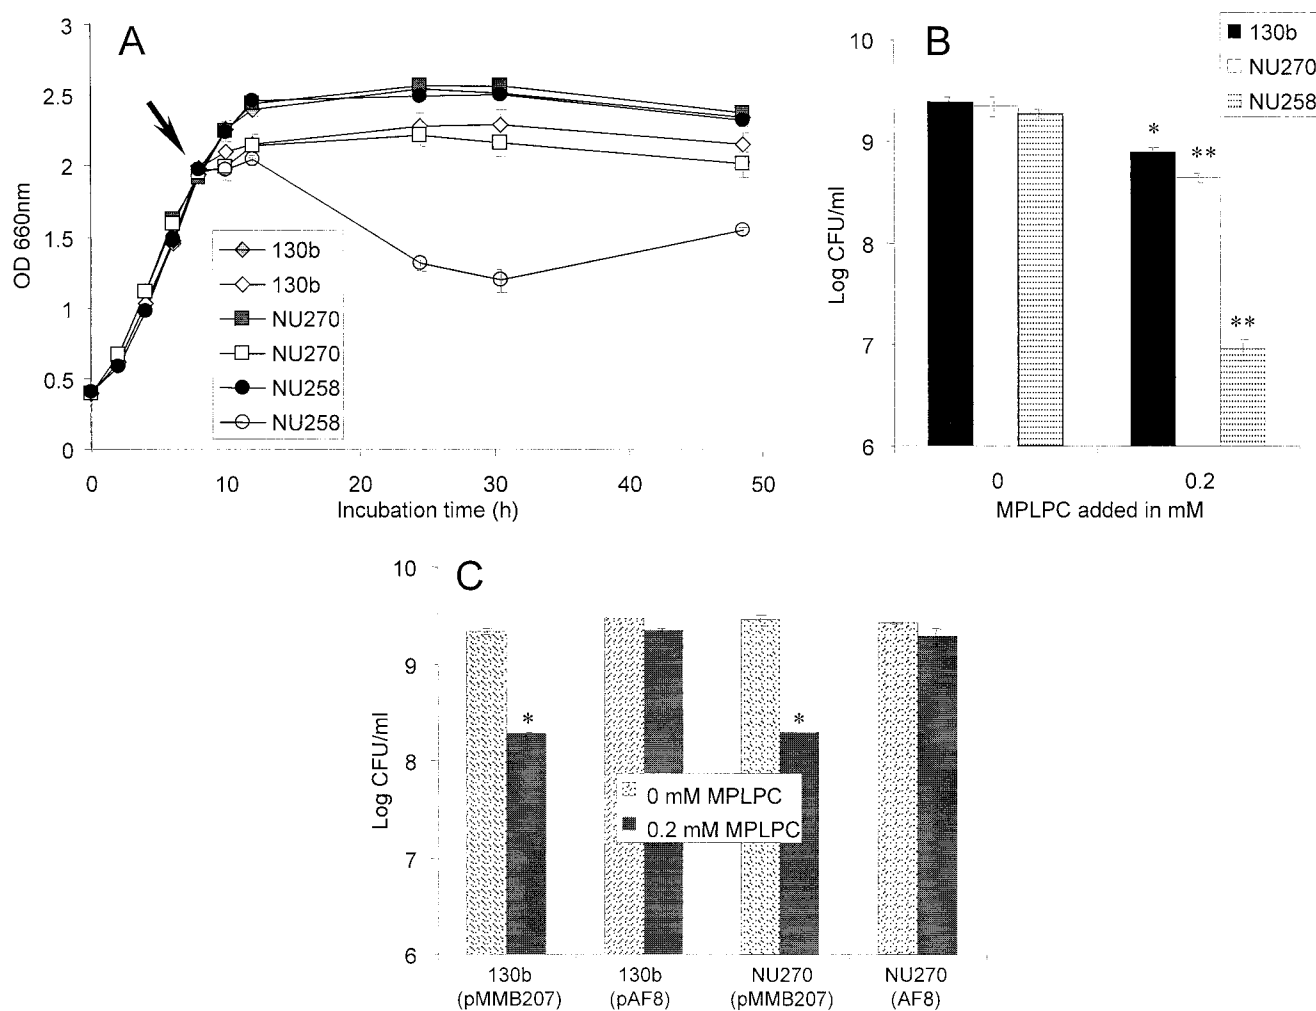 A
3
2.5
2
1.5
1
0.5
0
OD 660nm
130b
130b
NU270
NU270
NU258
NU258
0
10
20
30
40
50
Incubation time (h)
B
130b
NU270
NU258
10
9
8
7
6
Log CFU/ml
*
**
**
0
0.2
MPLPC added in mM
C
10
9
8
7
6
Log CFU/ml
*
*
0 mM MPLPC
0.2 mM MPLPC
130b
(pMMB207)
130b
(pAF8)
NU270
(pMMB207)
NU270
(AF8)